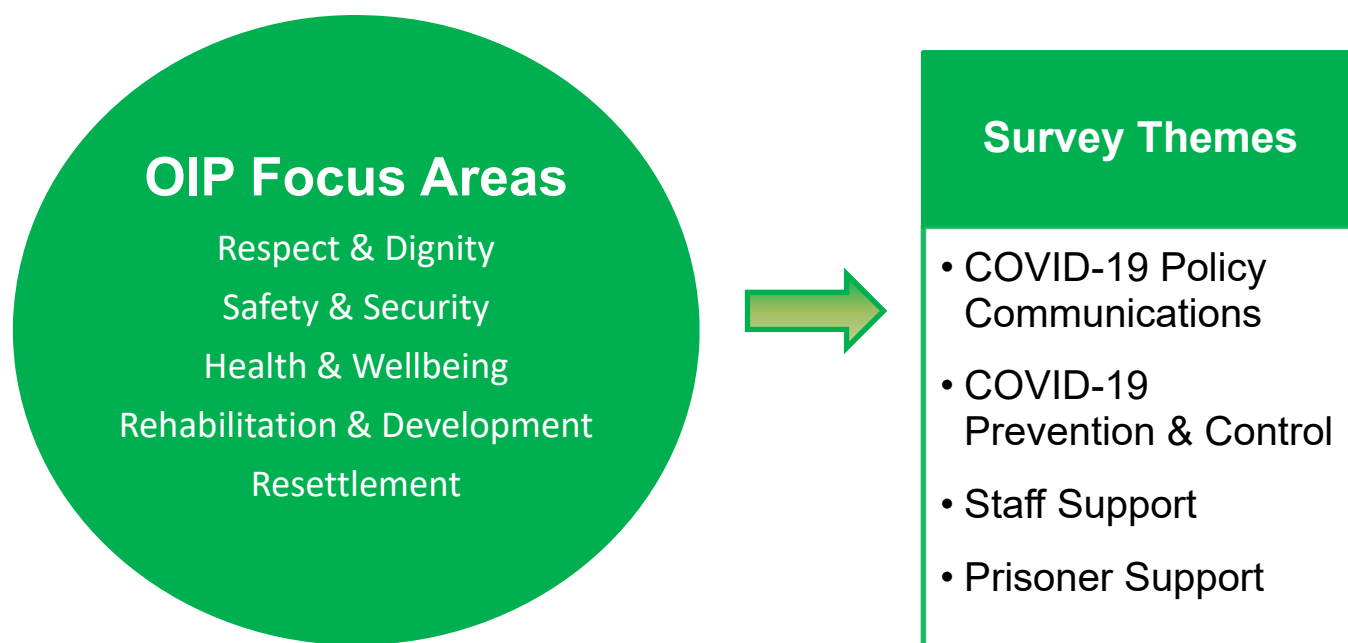 OIP Focus Areas
Respect & Dignity
Safety & Security
Health & Wellbeing
Rehabilitation & Development
Resettlement
Survey Themes
• COVID-19 Policy
Communications
• COVID-19
Prevention & Control
• Staff Support
• Prisoner Support